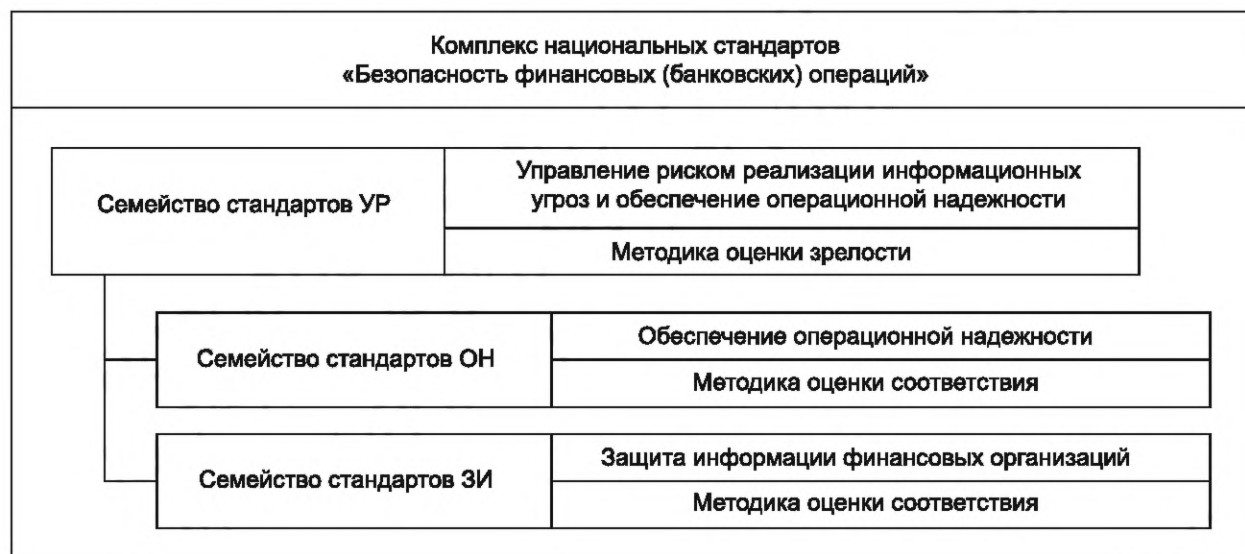 Комплекс национальных стандартов
«Безопасность финансовых (банковских) операций»
Семейство стандартов УР
Управление риском реализации информационных
угроз и обеспечение операционной надежности
Методика оценки зрелости
Семейство стандартов ОН
Обеспечение операционной надежности
Методика оценки соответствия
Семейство стандартов ЗИ
Защита информации финансовых организаций
Методика оценки соответствия